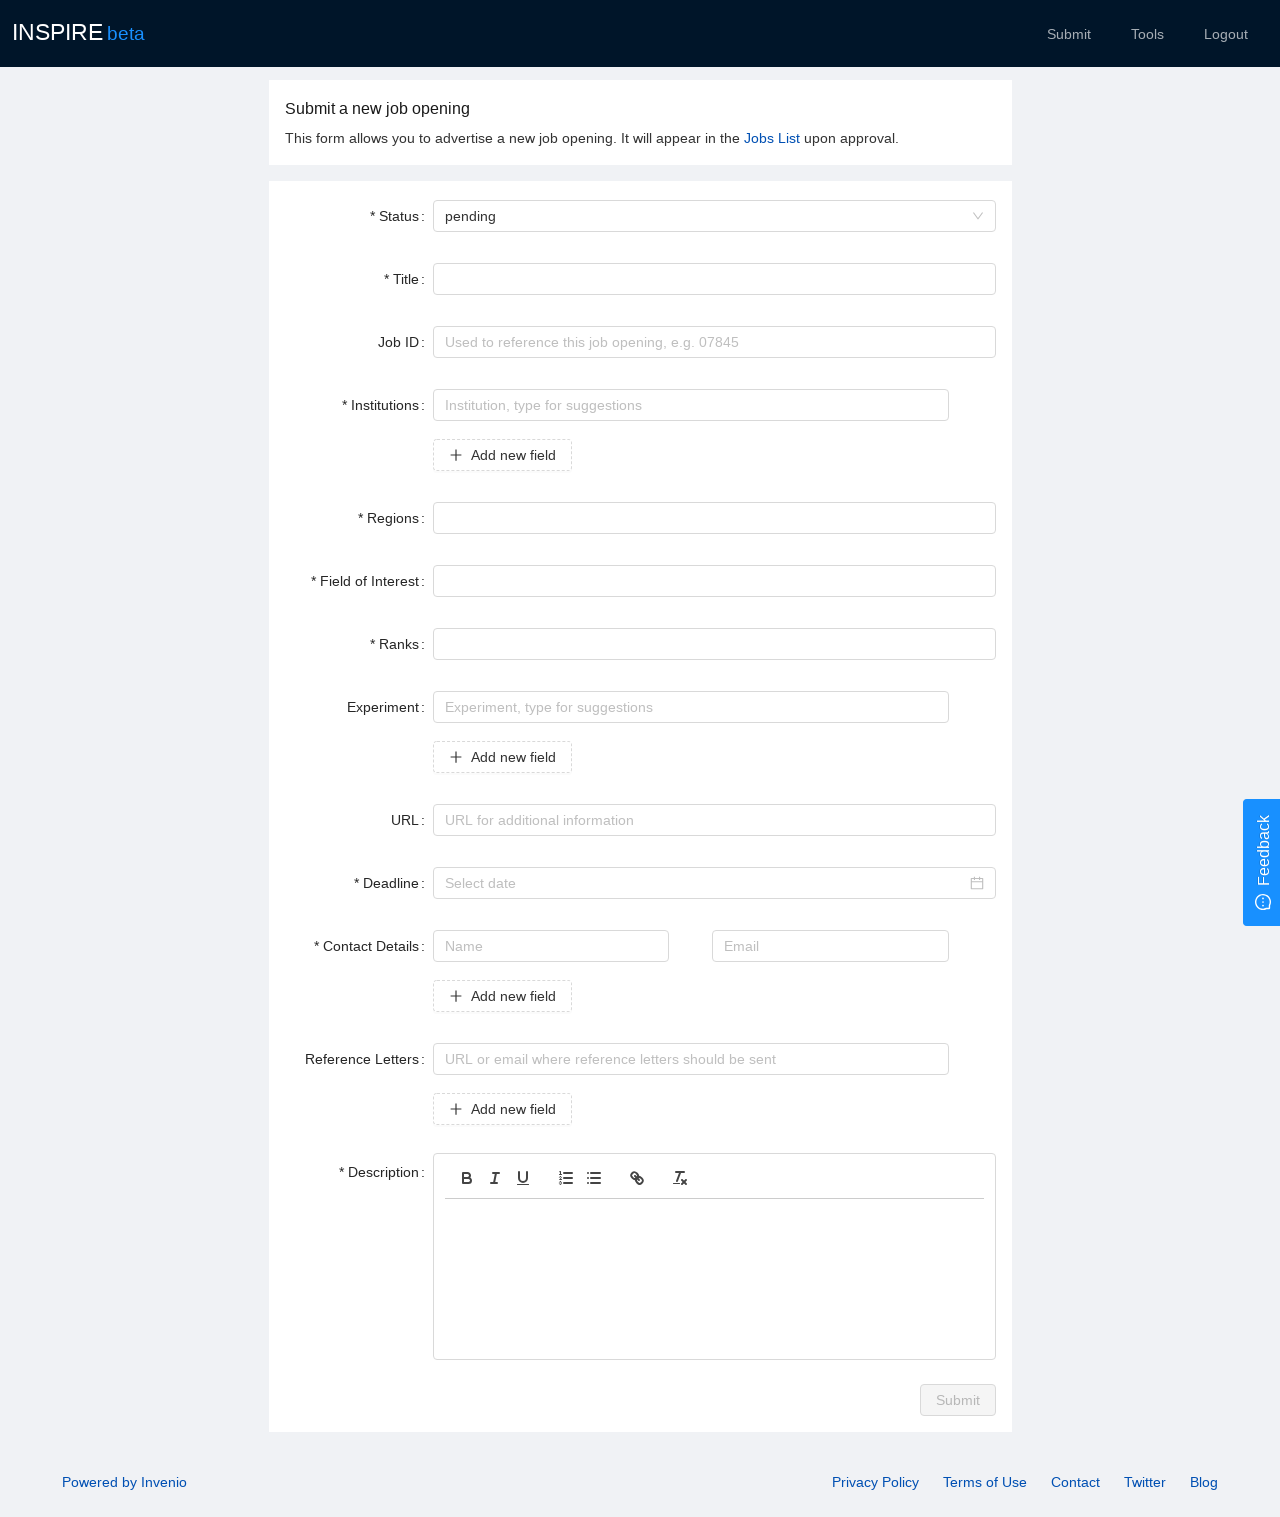 INSPIRE beta
Submit Tools Logout
Submit a new job opening
This form allows you to advertise a new job opening. It will appear in the Jobs List upon approval.
* Status : pending
* Title :
Job ID : Used to reference this job opening, e.g. 07845
* Institutions : Institution, type for suggestions
Add new field
* Regions :
* Field of Interest :
* Ranks :
Experiment : Experiment, type for suggestions
Add new field
URL : URL for additional information
Feedback
* Deadline : Select date
* Contact Details : Name Email
Add new field
Reference Letters : URL or email where reference letters should be sent
Add new field
* Description :
Submit
Powered by Invenio
Privacy Policy Terms of Use Contact Twitter Blog